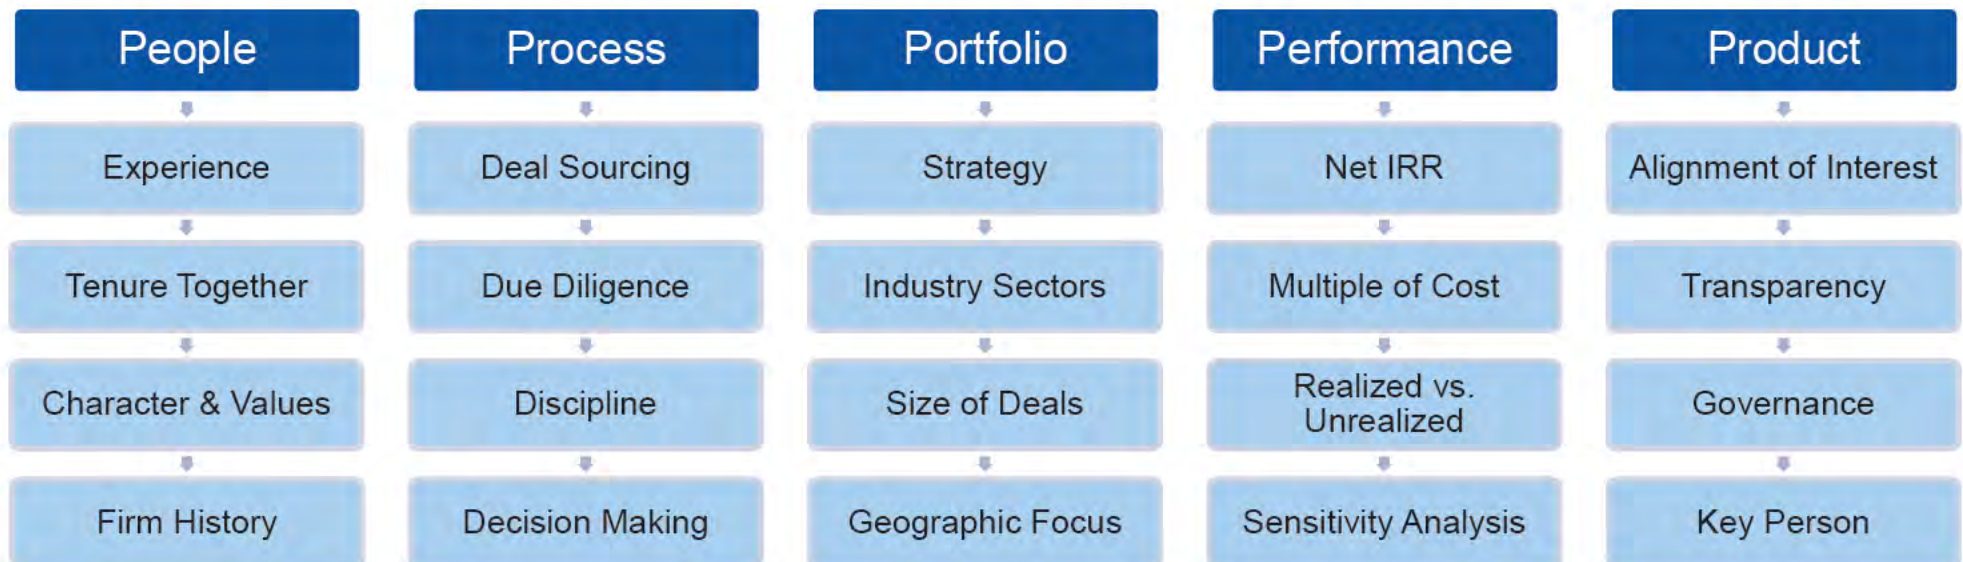 People
Experience
Tenure Together
Character & Values
Firm History
Process
Deal Sourcing
Due Diligence
Discipline
Decision Making
Portfolio
Strategy
Industry Sectors
Size of Deals
Geographic Focus
Performance
Net IRR
Multiple of Cost
Realized vs.
Unrealized
Sensitivity Analysis
Product
Alignment of Interest
Transparency
Governance
Key Person